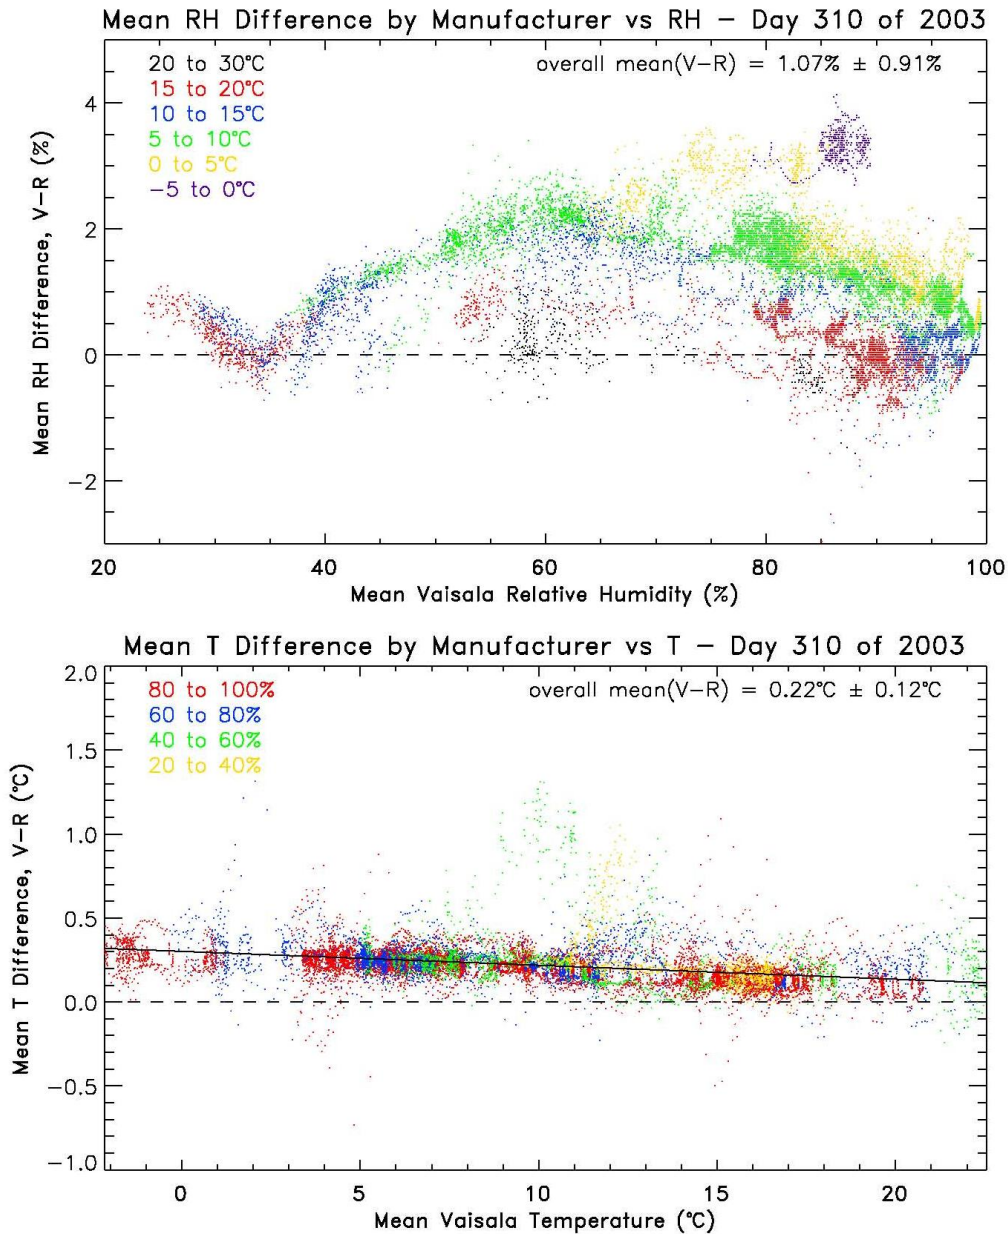 Mean RH Difference by Manufacturer vs RH – Day 310 of 2003
20 to 30°C
15 to 20°C
10 to 15°C
5 to 10°C
0 to 5°C
−5 to 0°C
overall mean(V−R) = 1.07% ± 0.91%
Mean RH Difference, V−R (%)
4
2
0
−2
20 40 60 80 100
Mean Vaisala Relative Humidity (%)
Mean T Difference by Manufacturer vs T – Day 310 of 2003
80 to 100%
60 to 80%
40 to 60%
20 to 40%
overall mean(V−R) = 0.22°C ± 0.12°C
Mean T Difference, V−R (°C)
2.0
1.5
1.0
0.5
0.0
−0.5
−1.0
0 5 10 15 20
Mean Vaisala Temperature (°C)